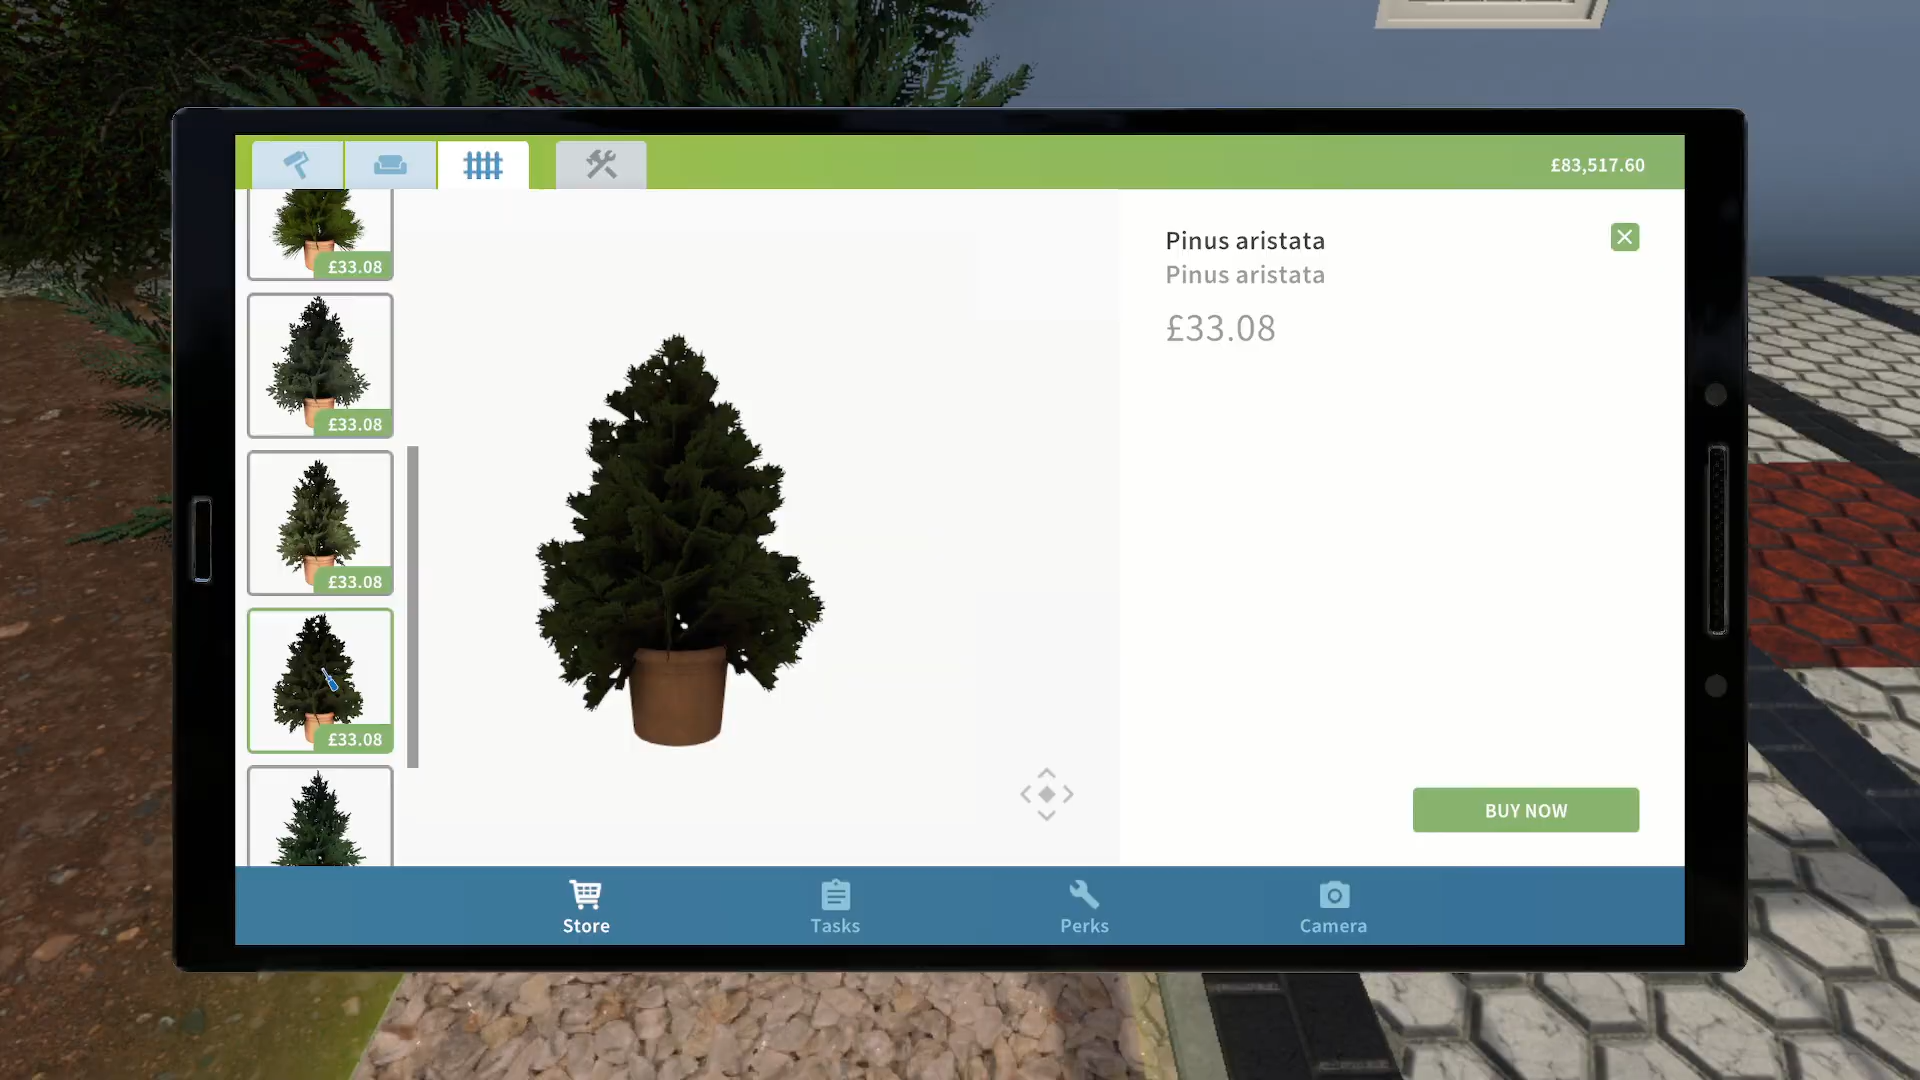 £83,517.60
£33.08
£33.08
£33.08
£33.08
Pinus aristata
Pinus aristata
£33.08
BUY NOW
Store
Tasks
Perks
Camera